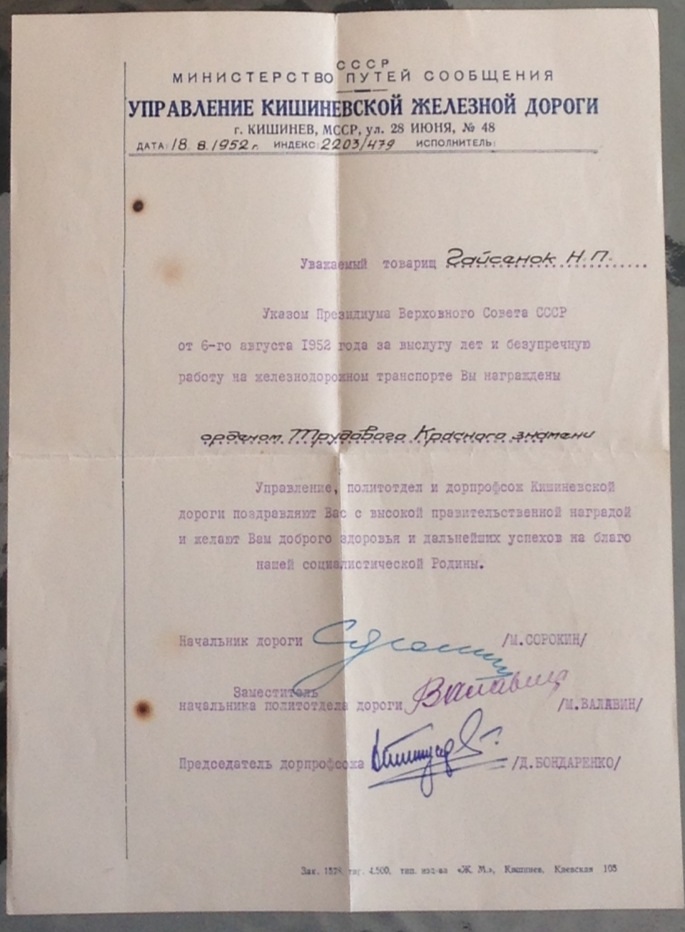 СССР
МИНИСТЕРСТВО ПУТЕЙ СООБЩЕНИЯ
УПРАВЛЕНИЕ КИШИНЕВСКОЙ ЖЕЛЕЗНОЙ ДОРОГИ
г. КИШИНЕВ, МССР, ул. 28 ИЮНЯ, № 48
ДАТА: 18. 8. 1952 г. ИНДЕКС: 2203/479 ИСПОЛНИТЕЛЬ:
Уважаемый товарищ Гайсенок Н.П.
Указом Президиума Верховного Совета СССР
от 6-го августа 1952 года за выслугу лет и безупречную
работу на железнодорожном транспорте Вы награждены
орденом Трудового Красного знамени
Управление, политотдел и дорпрофсож Кишиневской
дороги поздравляют Вас с высокой правительственной наградой
и желают Вам доброго здоровья и дальнейших успехов на благо
нашей социалистической Родины.
Начальник дороги /М.СОРОКИН/
Заместитель
начальника политотдела дороги /М.ВАЛАВИН/
Председатель дорпрофсожа /Д.БОНДАРЕНКО/
Зак. тир. 4.500, тип. изд-ва «Ж. М.», Кишинев, Киевская